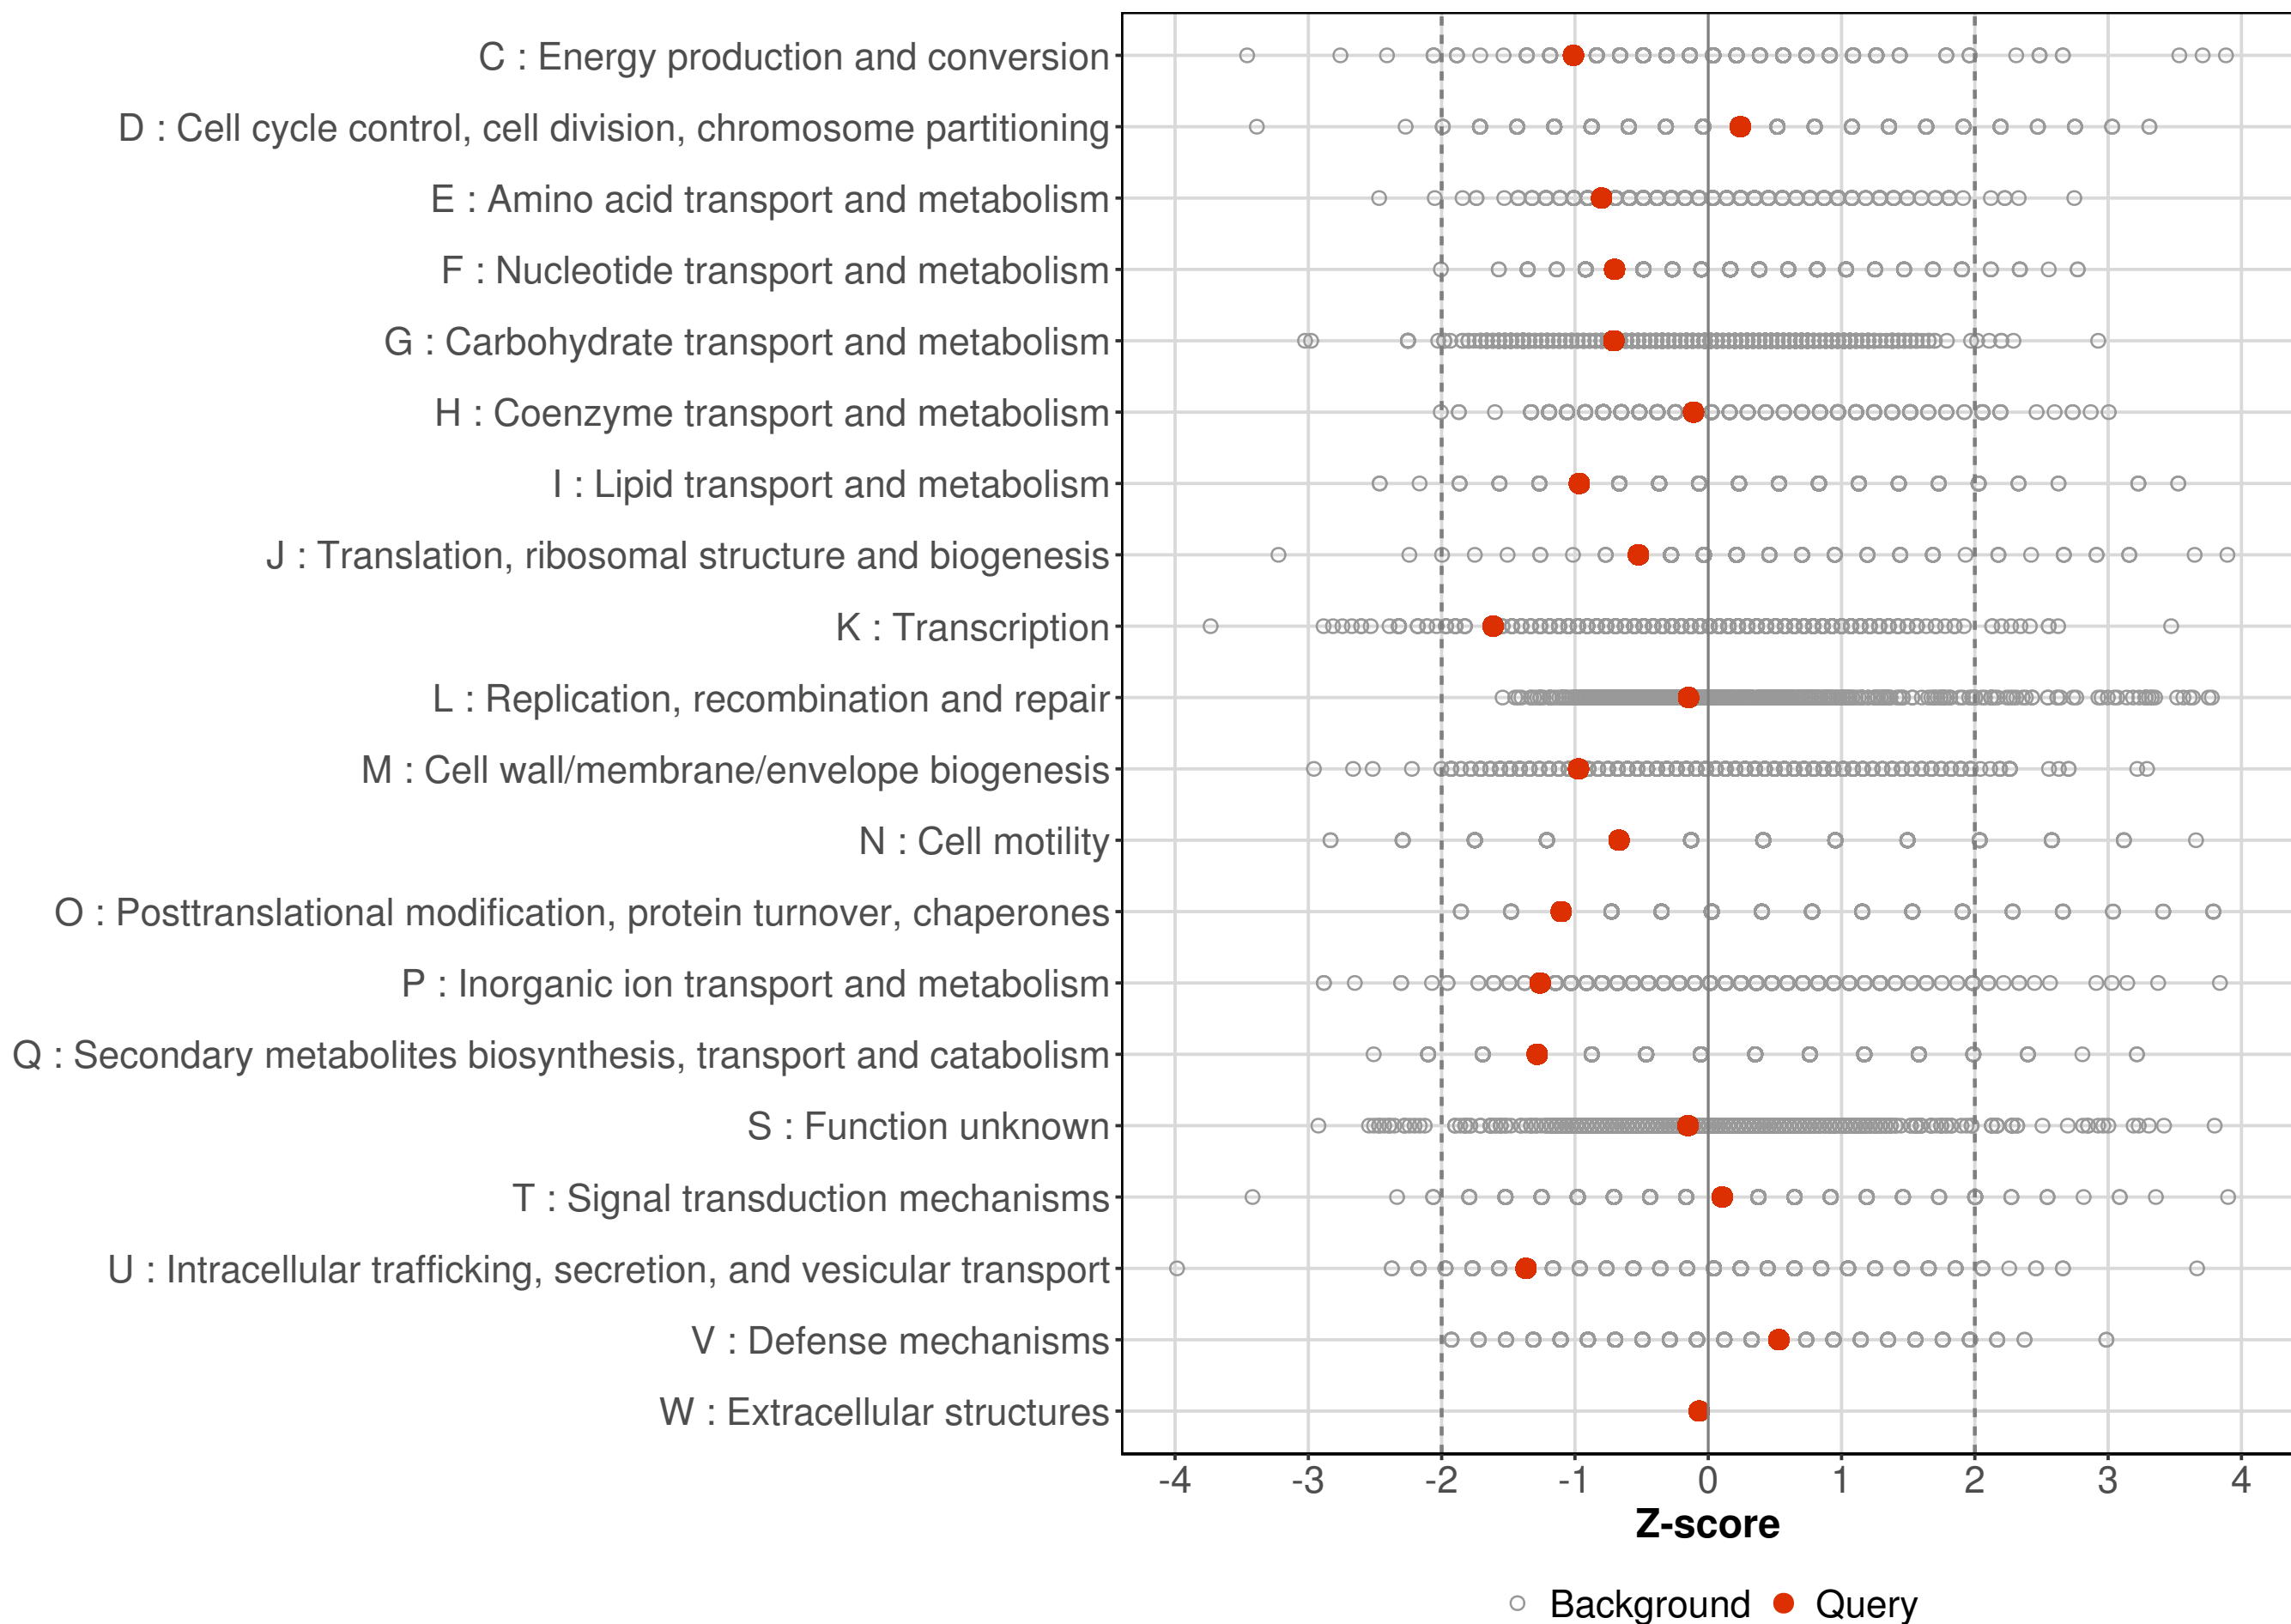 C : Energy production and conversion
D : Cell cycle control, cell division, chromosome partitioning
E : Amino acid transport and metabolism
F : Nucleotide transport and metabolism
G : Carbohydrate transport and metabolism
H : Coenzyme transport and metabolism
I : Lipid transport and metabolism
J : Translation, ribosomal structure and biogenesis
K : Transcription
L : Replication, recombination and repair
M : Cell wall/membrane/envelope biogenesis
N : Cell motility
O : Posttranslational modification, protein turnover, chaperones
P : Inorganic ion transport and metabolism
Q : Secondary metabolites biosynthesis, transport and catabolism
S : Function unknown
T : Signal transduction mechanisms
U : Intracellular trafficking, secretion, and vesicular transport
V : Defense mechanisms
W : Extracellular structures
-4 -3 -2 -1 0 1 2 3 4
Z-score
Background Query